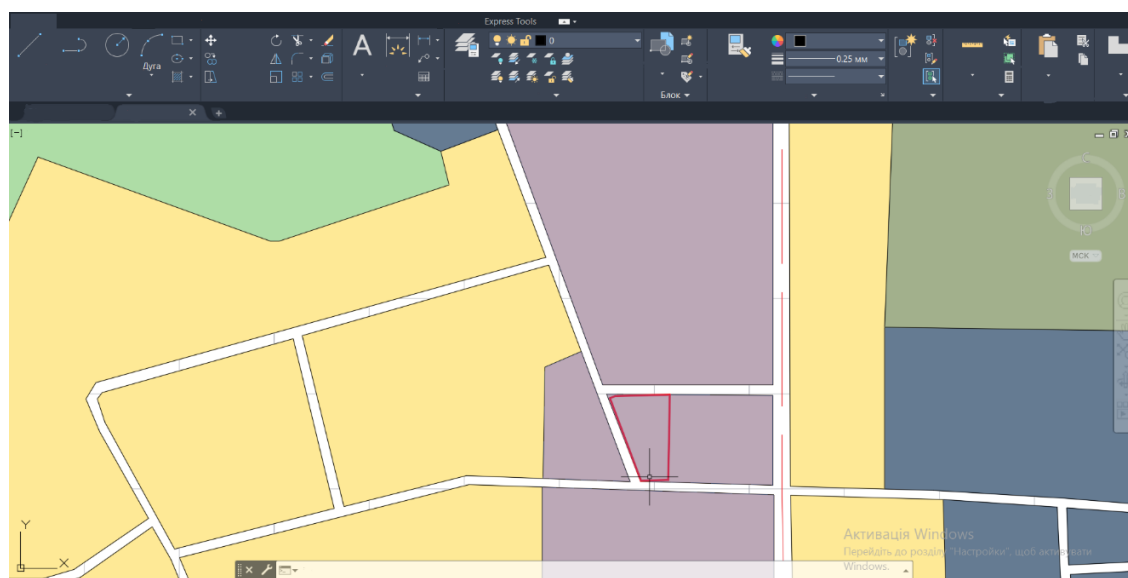 Express Tools
0
A
Дуга
0.25 мм
Блок
[−]
МСК
Y
X
Активація Windows
Перейдіть до розділу "Настройки", щоб активувати
Windows.